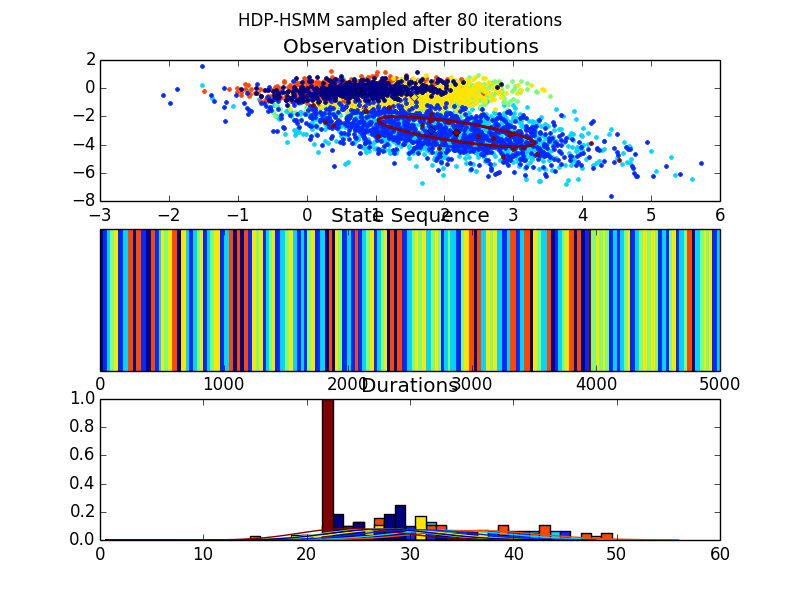 HDP-HSMM sampled after 80 iterations
Observation Distributions
2
0
−2
−4
−6
−8
−3 −2 −1 0 1 2 3 4 5 6
State Sequence
0 1000 2000 3000 4000 5000
Durations
1.0
0.8
0.6
0.4
0.2
0.0
0 10 20 30 40 50 60